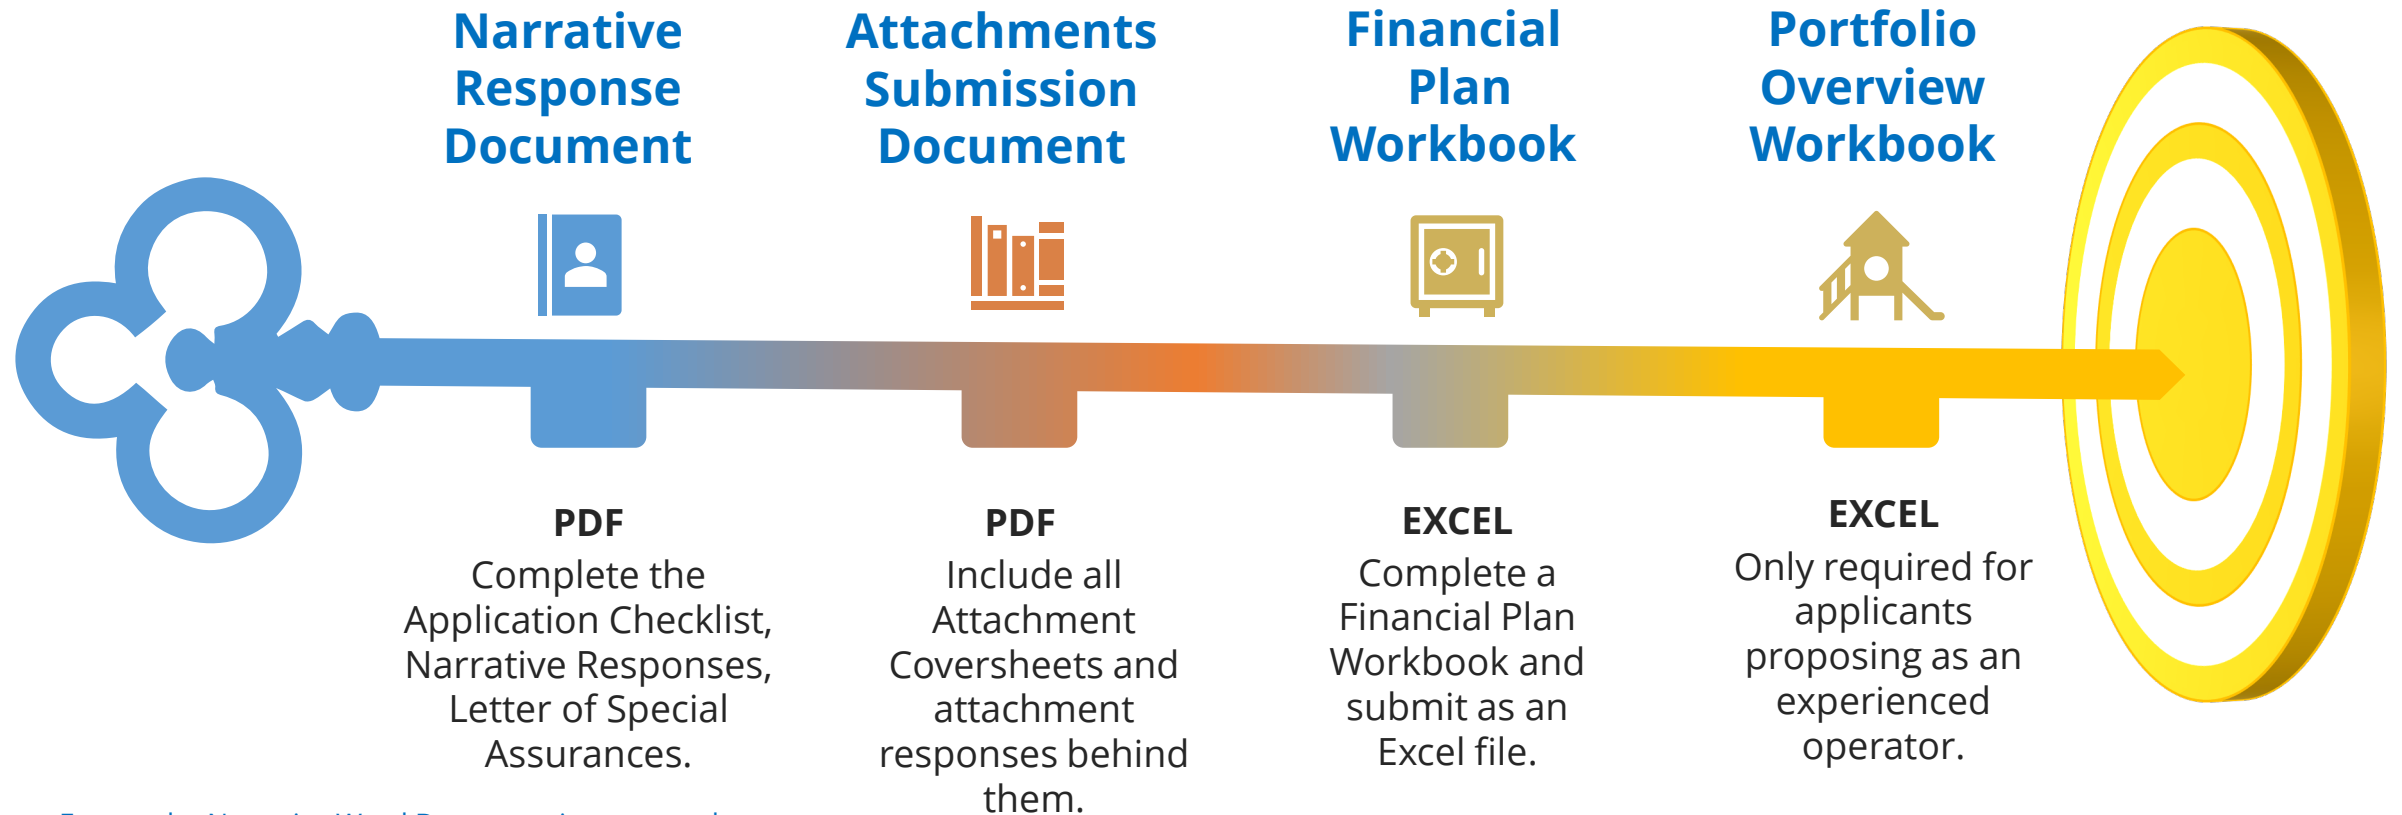 Narrative
Response
Document
Attachments
Submission
Document
Financial
Plan
Workbook
Portfolio
Overview
Workbook
PDF
Complete the
Application Checklist,
Narrative Responses,
Letter of Special
Assurances.
PDF
Include all
Attachment
Coversheets and
attachment
responses behind
them.
EXCEL
Complete a
Financial Plan
Workbook and
submit as an
Excel file.
EXCEL
Only required for
applicants
proposing as an
experienced
operator.